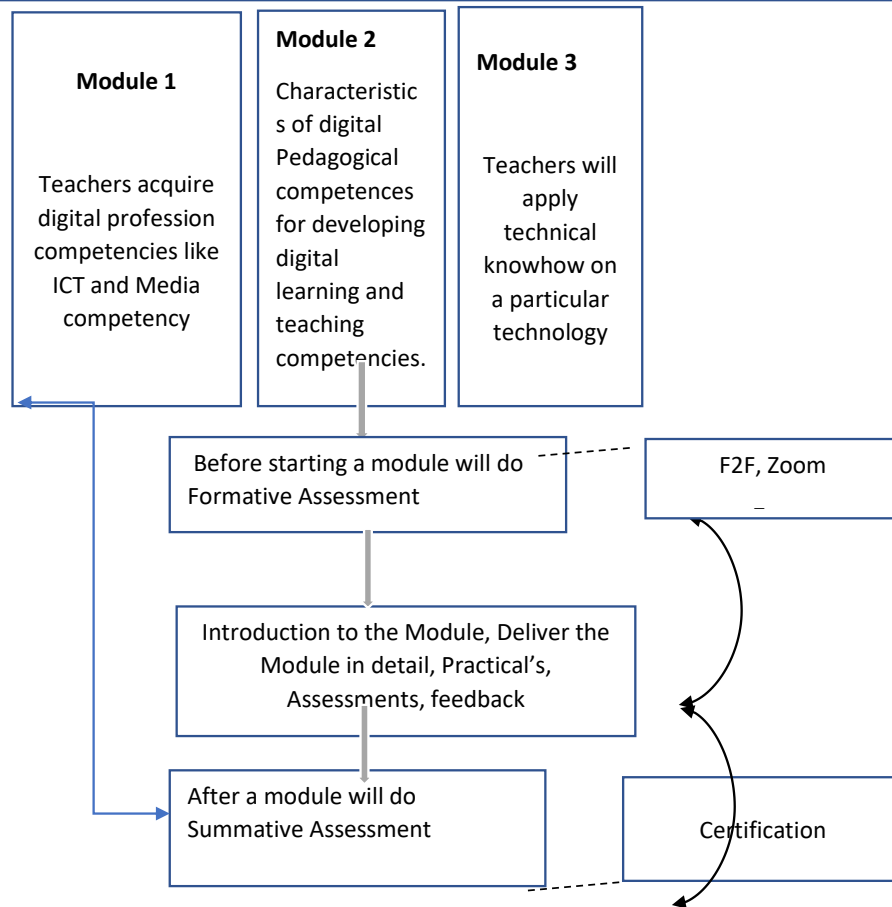 Module 1
Teachers acquire
digital profession
competencies like
ICT and Media
competency
Module 2
Characteristic
s of digital
Pedagogical
competences
for developing
digital
learning and
teaching
competencies.
Module 3
Teachers will
apply
technical
knowhow on
a particular
technology
Before starting a module will do
Formative Assessment
F2F, Zoom
_
Introduction to the Module, Deliver the
Module in detail, Practical’s,
Assessments, feedback
After a module will do
Summative Assessment
Certification